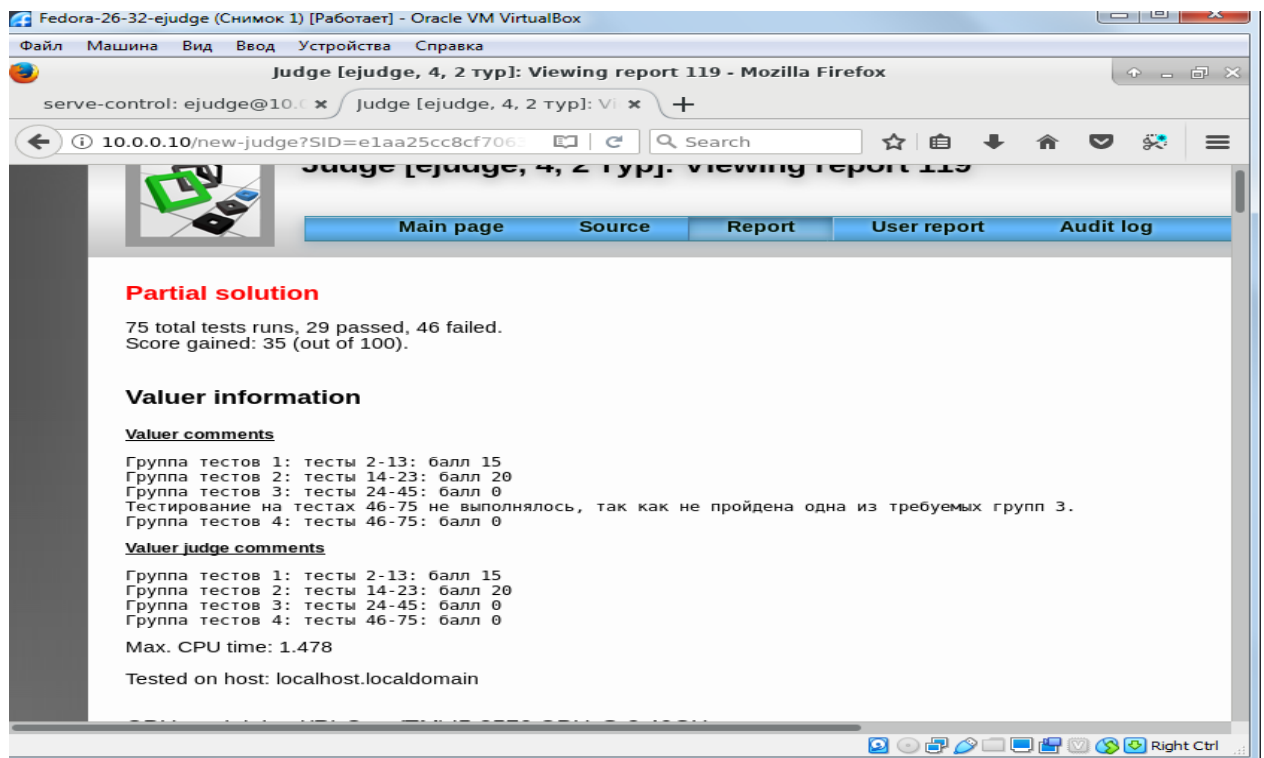 Fedora-26-32-ejudge (Снимок 1) [Работает] - Oracle VM VirtualBox
Файл Машина Вид Ввод Устройства Справка
Judge [ejudge, 4, 2 тур]: Viewing report 119 - Mozilla Firefox
serve-control: ejudge@10. Judge [ejudge, 4, 2 тур]: Vi
10.0.0.10/new-judge?SID=e1aa25cc8cf706 Search
Judge [ejudge, 4, 2 тур]: Viewing report 119
Main page Source Report User report Audit log
Partial solution
75 total tests runs, 29 passed, 46 failed.
Score gained: 35 (out of 100).
Valuer information
Valuer comments
Группа тестов 1: тесты 2-13: балл 15
Группа тестов 2: тесты 14-23: балл 20
Группа тестов 3: тесты 24-45: балл 0
Тестирование на тестах 46-75 не выполнялось, так как не пройдена одна из требуемых групп 3.
Группа тестов 4: тесты 46-75: балл 0
Valuer judge comments
Группа тестов 1: тесты 2-13: балл 15
Группа тестов 2: тесты 14-23: балл 20
Группа тестов 3: тесты 24-45: балл 0
Группа тестов 4: тесты 46-75: балл 0
Max. CPU time: 1.478
Tested on host: localhost.localdomain
Right Ctrl